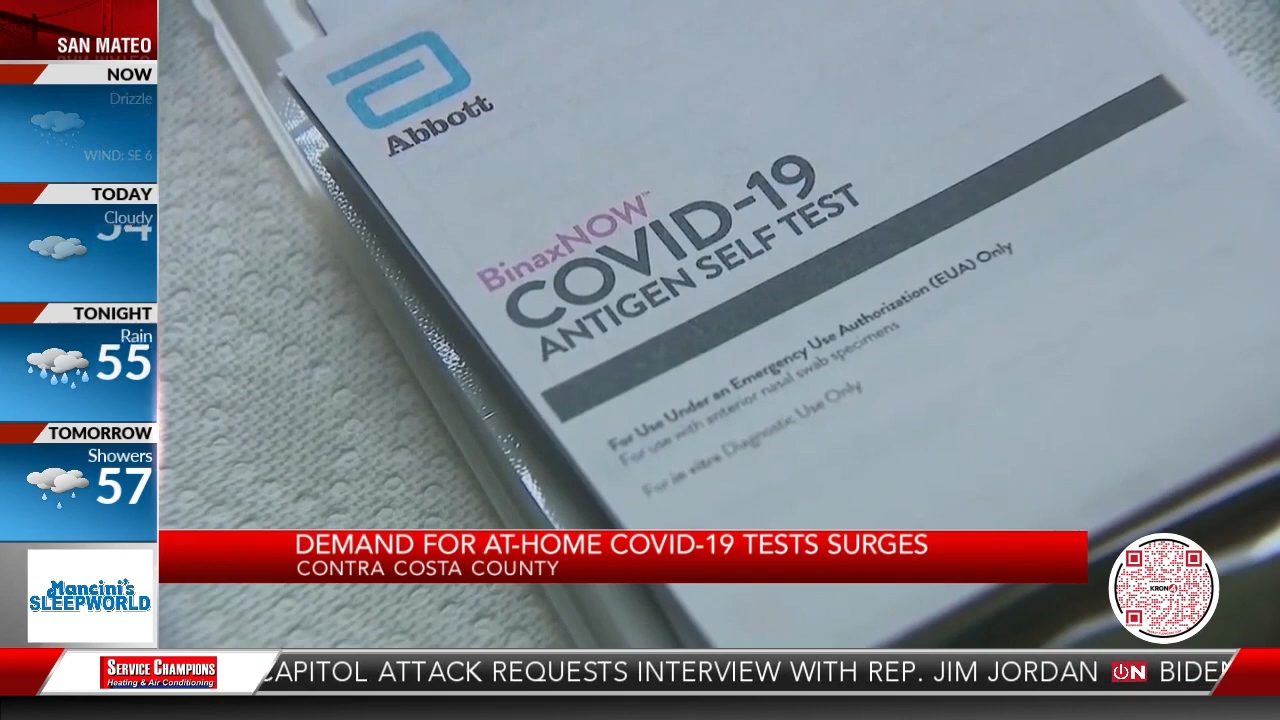 SAN MATEO
NOW
Drizzle
WIND: SE 6
TODAY
Cloudy
TONIGHT
Rain
55
TOMORROW
Showers
57
Mancini's
SLEEPWORLD
Abbott
BinaxNOW™
COVID-19
ANTIGEN SELF TEST
For Use Under an Emergency Use Authorization (EUA) Only
For use with anterior nasal swab specimens
For in vitro Diagnostic Use Only
DEMAND FOR AT-HOME COVID-19 TESTS SURGES
CONTRA COSTA COUNTY
KRON4
SERVICE CHAMPIONS
Heating & Air Conditioning
CAPITOL ATTACK REQUESTS INTERVIEW WITH REP. JIM JORDAN ON BIDE